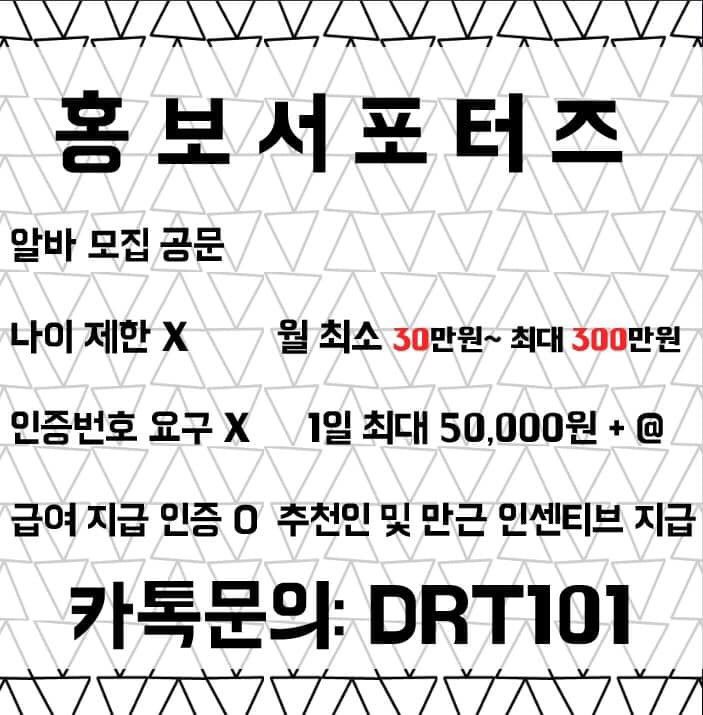 홍보서포터즈
알바 모집 공문
나이 제한 X 월 최소 30만원~ 최대 300만원
인증번호 요구 X 1일 최대 50,000원 + @
급여 지급 인증 O 추천인 및 만근 인센티브 지급
카톡문의: DRT101